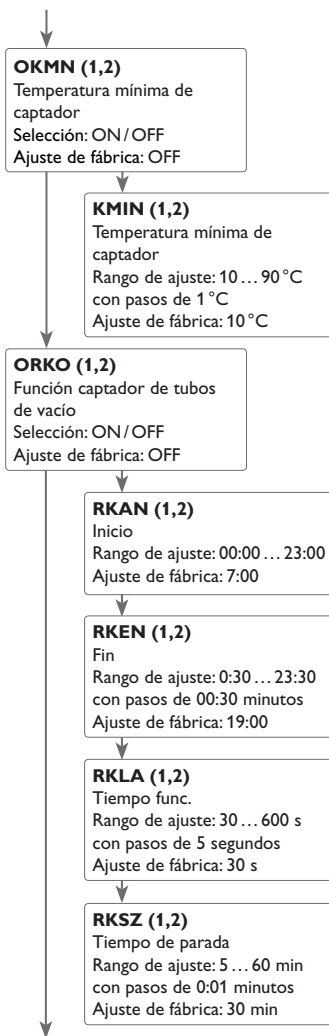 OKMN (1,2)
Temperatura mínima de
captador
Selección: ON / OFF
Ajuste de fábrica: OFF
KMIN (1,2)
Temperatura mínima de
captador
Rango de ajuste: 10 … 90 °C
con pasos de 1 °C
Ajuste de fábrica: 10 °C
ORKO (1,2)
Función captador de tubos
de vacío
Selección: ON / OFF
Ajuste de fábrica: OFF
RKAN (1,2)
Inicio
Rango de ajuste: 00:00 … 23:00
Ajuste de fábrica: 7:00
RKEN (1,2)
Fin
Rango de ajuste: 0:30 … 23:30
con pasos de 00:30 minutos
Ajuste de fábrica: 19:00
RKLA (1,2)
Tiempo func.
Rango de ajuste: 30 … 600 s
con pasos de 5 segundos
Ajuste de fábrica: 30 s
RKSZ (1,2)
Tiempo de parada
Rango de ajuste: 5 … 60 min
con pasos de 0:01 minutos
Ajuste de fábrica: 30 min